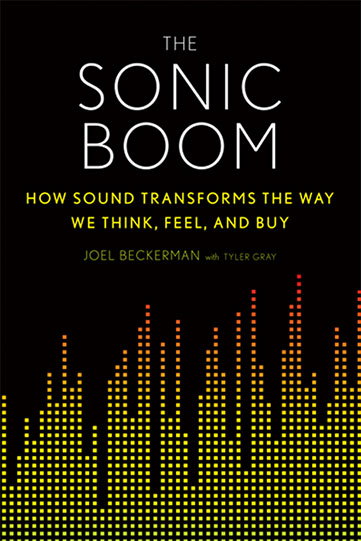 THE
SONIC
BOOM
HOW SOUND TRANSFORMS THE WAY
WE THINK, FEEL, AND BUY
JOEL BECKERMAN with TYLER GRAY